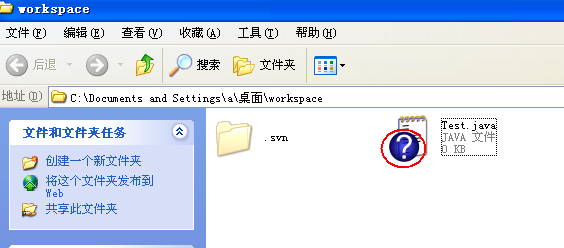 workspace
文件(F) 编辑(E) 查看(V) 收藏(A) 工具(T) 帮助(H)
后退 搜索 文件夹
地址(D) C:\Documents and Settings\a\桌面\workspace
文件和文件夹任务
创建一个新文件夹
将这个文件夹发布到
Web
共享此文件夹
.svn
Test.java
JAVA 文件
0 KB